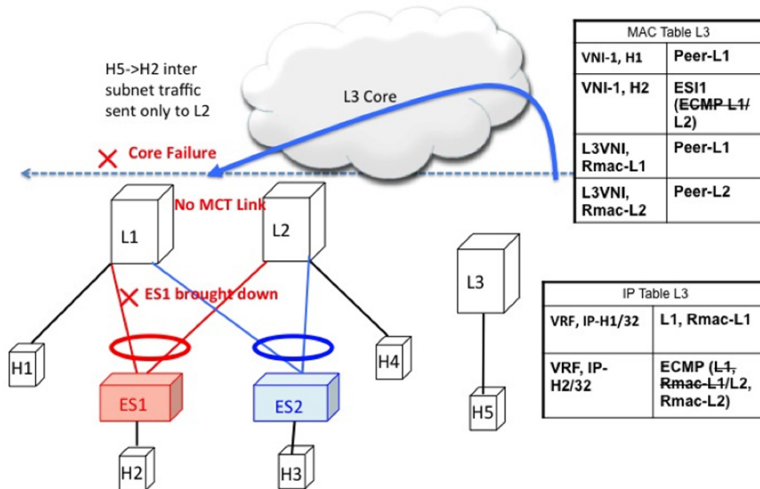 H5->H2 inter
subnet traffic
sent only to L2
L3 Core
Core Failure
No MCT Link
L1
L2
ES1 brought down
L3
H1
H4
ES1
ES2
H5
H2
H3
MAC Table L3
VNI-1, H1
Peer-L1
VNI-1, H2
ESI1
(ECMP L1/
L2)
L3VNI,
Rmac-L1
Peer-L1
L3VNI,
Rmac-L2
Peer-L2
IP Table L3
VRF, IP-H1/32
L1, Rmac-L1
VRF, IP-
H2/32
ECMP (L1,
Rmac-L1/L2,
Rmac-L2)